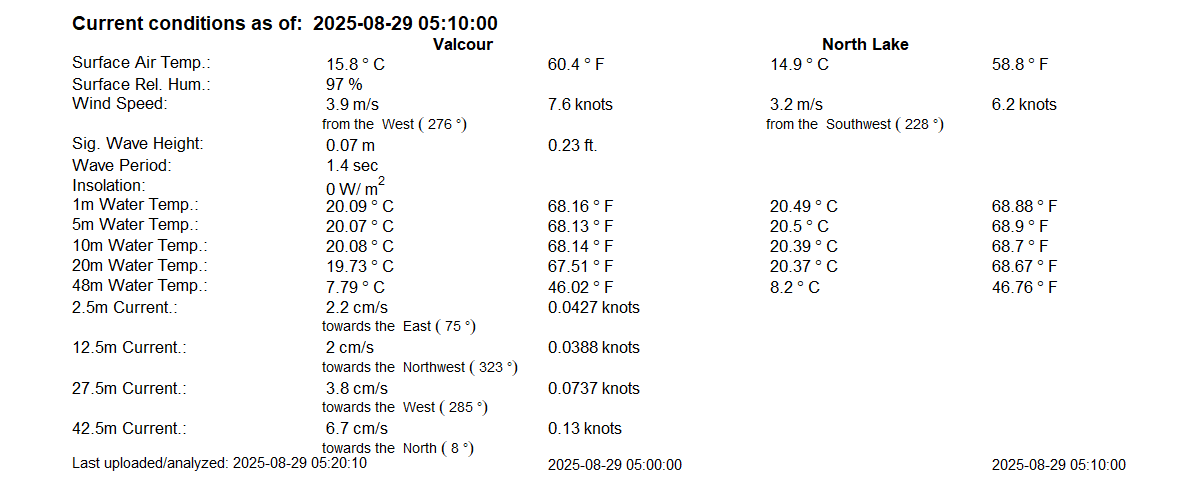 Current conditions as of: 2025-08-29 05:10:00
Valcour North Lake
Surface Air Temp.: 15.8 ° C 60.4 ° F 14.9 ° C 58.8 ° F
Surface Rel. Hum.: 97 %
Wind Speed: 3.9 m/s 7.6 knots 3.2 m/s 6.2 knots
from the West ( 276 °) from the Southwest ( 228 °)
Sig. Wave Height: 0.07 m 0.23 ft.
Wave Period: 1.4 sec
Insolation: 0 W/ m2
1m Water Temp.: 20.09 ° C 68.16 ° F 20.49 ° C 68.88 ° F
5m Water Temp.: 20.07 ° C 68.13 ° F 20.5 ° C 68.9 ° F
10m Water Temp.: 20.08 ° C 68.14 ° F 20.39 ° C 68.7 ° F
20m Water Temp.: 19.73 ° C 67.51 ° F 20.37 ° C 68.67 ° F
48m Water Temp.: 7.79 ° C 46.02 ° F 8.2 ° C 46.76 ° F
2.5m Current.: 2.2 cm/s 0.0427 knots
towards the East ( 75 °)
12.5m Current.: 2 cm/s 0.0388 knots
towards the Northwest ( 323 °)
27.5m Current.: 3.8 cm/s 0.0737 knots
towards the West ( 285 °)
42.5m Current.: 6.7 cm/s 0.13 knots
towards the North ( 8 °)
Last uploaded/analyzed: 2025-08-29 05:20:10 2025-08-29 05:00:00 2025-08-29 05:10:00